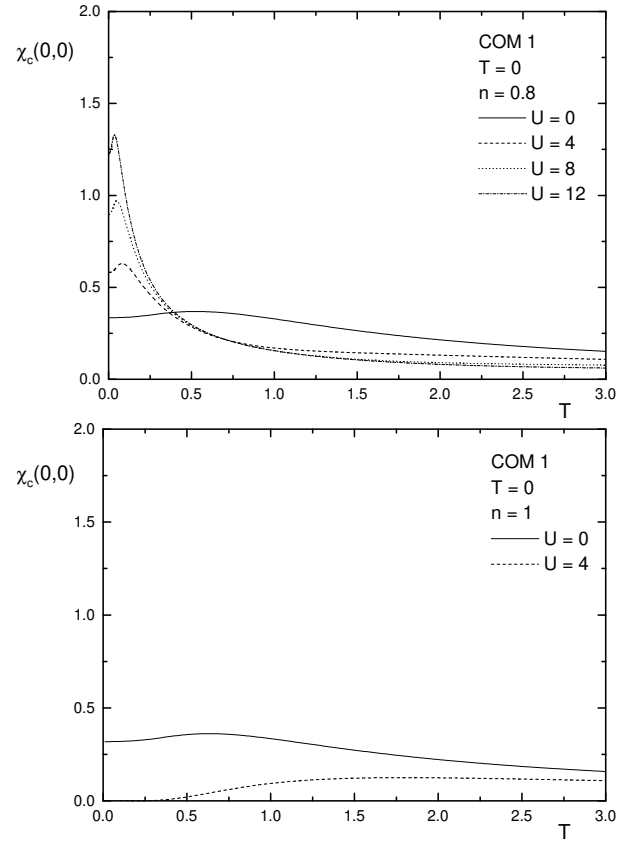 2.0
χc(0,0)
1.5
1.0
0.5
0.0
0.0 0.5 1.0 1.5 2.0 2.5 3.0
T
COM 1
T = 0
n = 0.8
U = 0
U = 4
U = 8
U = 12
2.0
χc(0,0)
1.5
1.0
0.5
0.0
0.0 0.5 1.0 1.5 2.0 2.5 3.0
T
COM 1
T = 0
n = 1
U = 0
U = 4